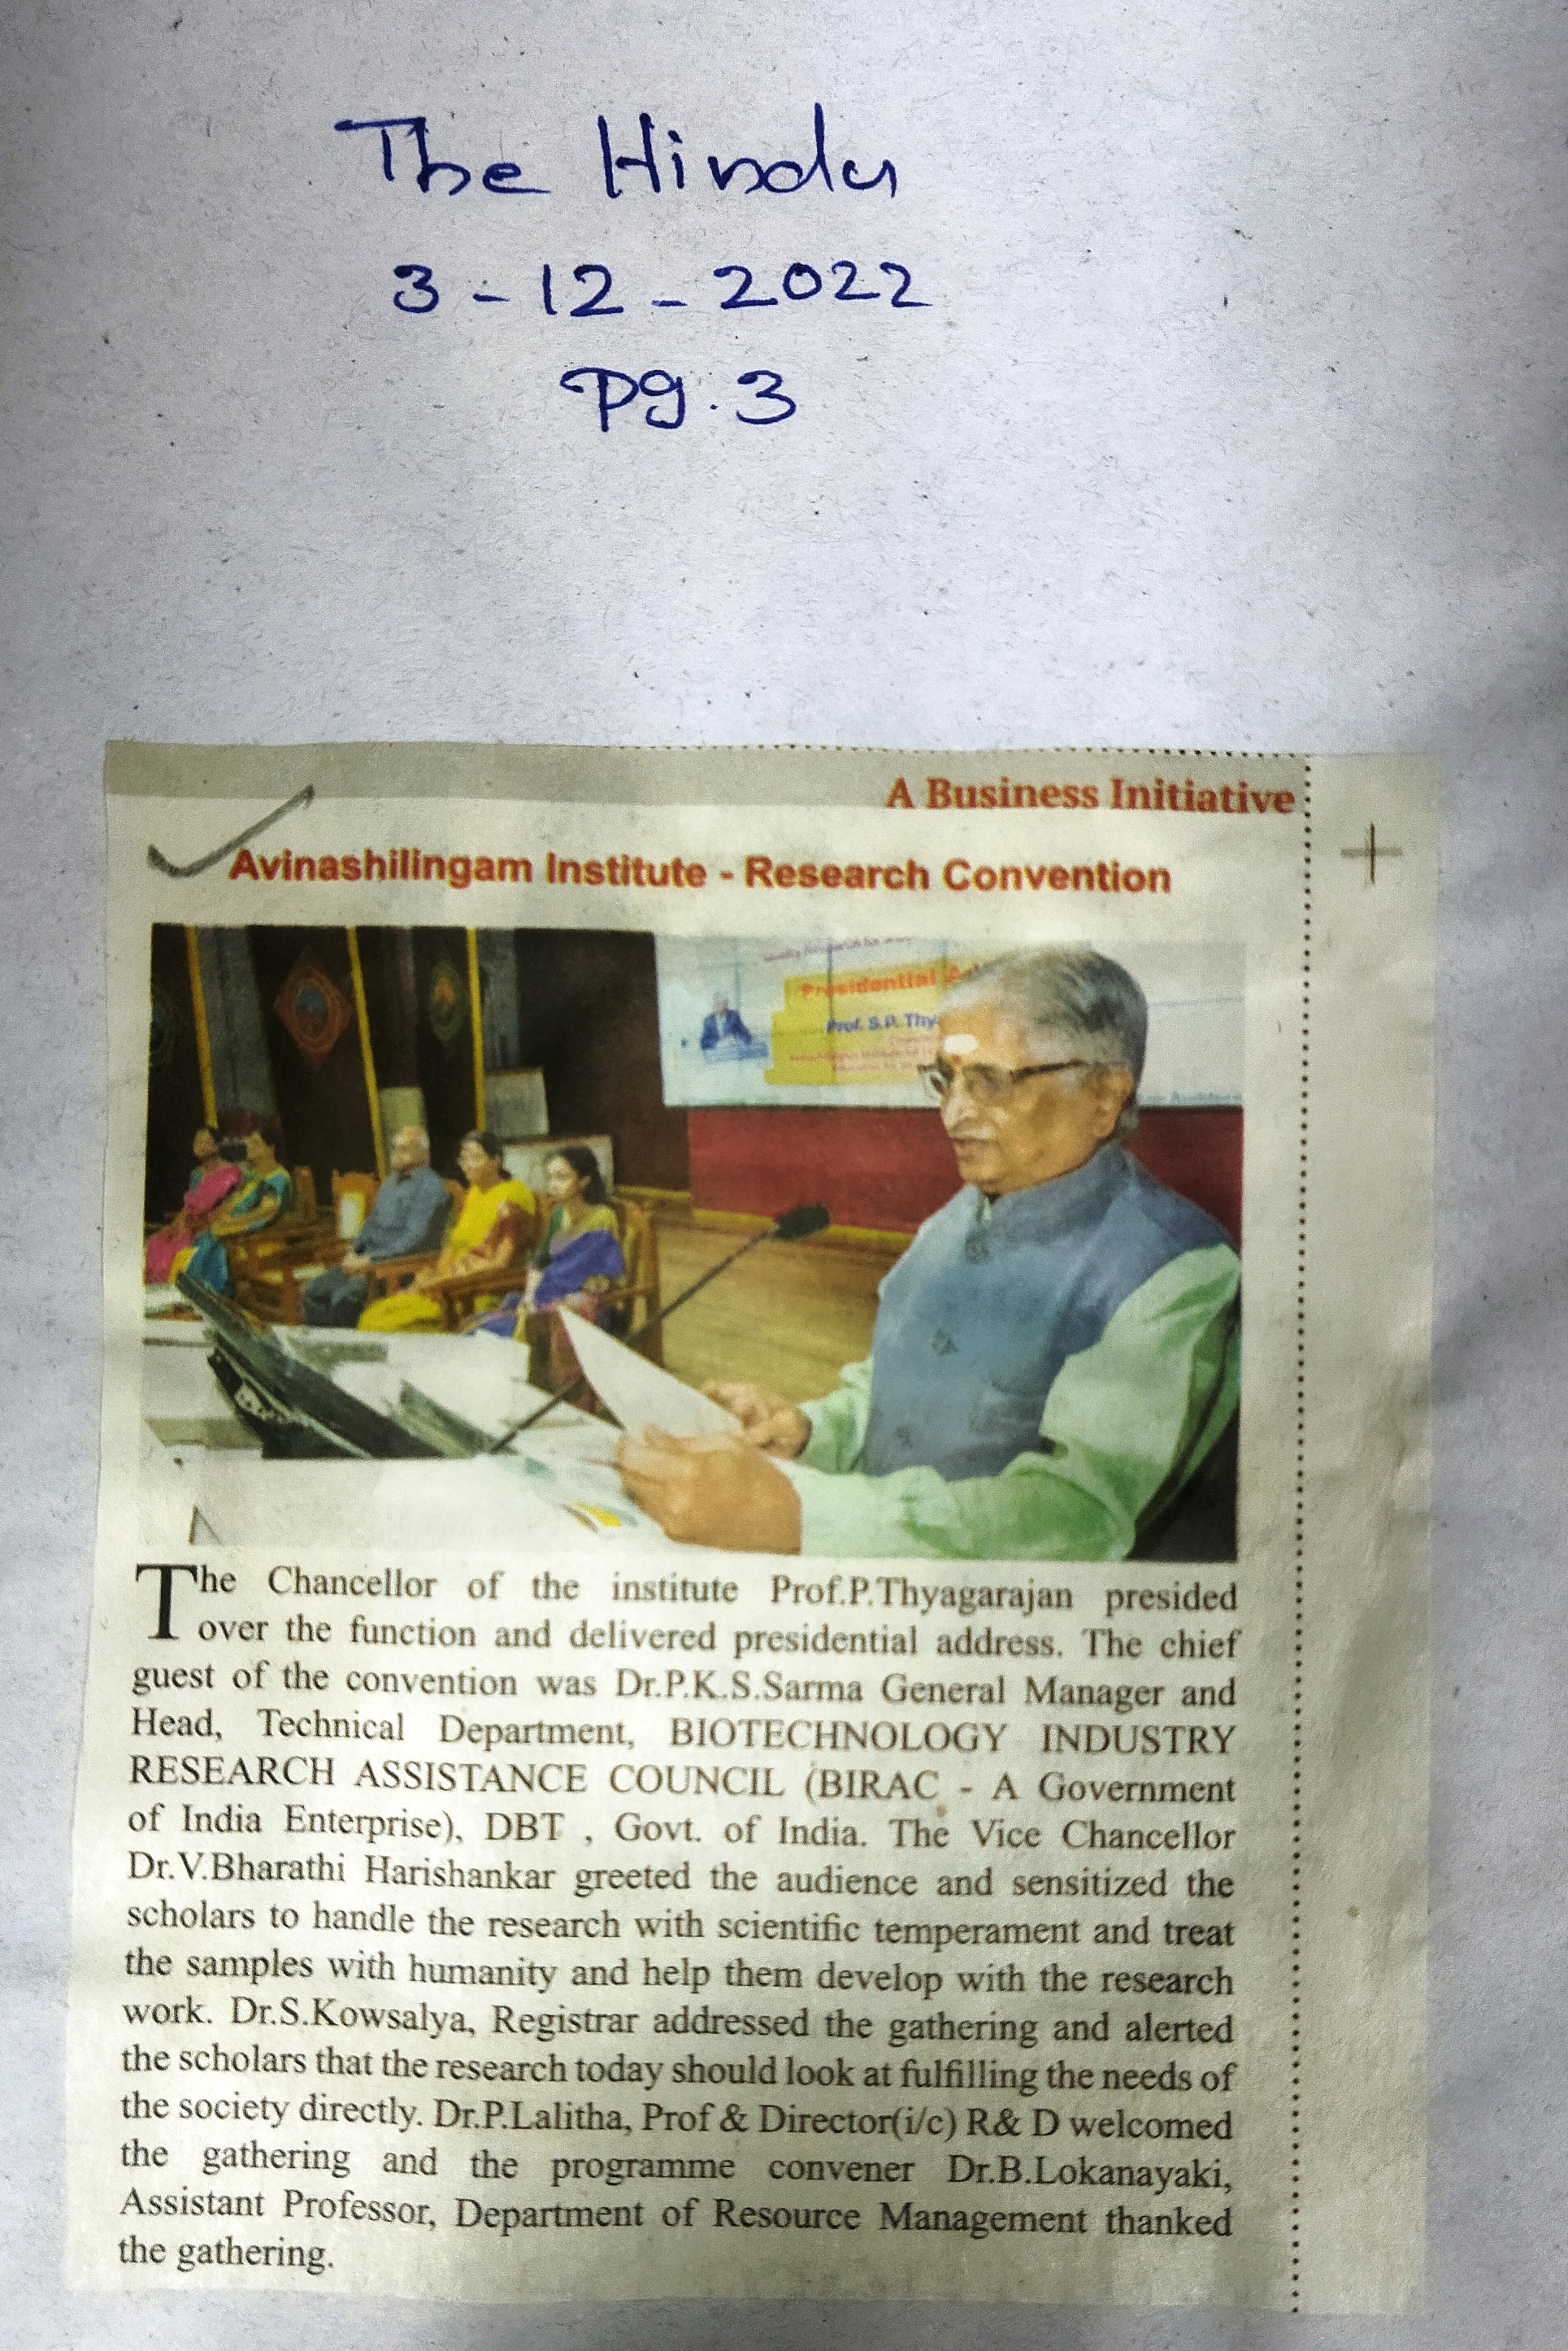 The Hindu
3-12-2022
Pg.3
A Business Initiative
Avinashilingam Institute - Research Convention
Presidential
Prof. S.P. Thy
The Chancellor of the institute Prof.P.Thyagarajan presided
over the function and delivered presidential address. The chief
guest of the convention was Dr.P.K.S.Sarma General Manager and
Head, Technical Department, BIOTECHNOLOGY INDUSTRY
RESEARCH ASSISTANCE COUNCIL (BIRAC - A Government
of India Enterprise), DBT , Govt. of India. The Vice Chancellor
Dr.V.Bharathi Harishankar greeted the audience and sensitized the
scholars to handle the research with scientific temperament and treat
the samples with humanity and help them develop with the research
work. Dr.S.Kowsalya, Registrar addressed the gathering and alerted
the scholars that the research today should look at fulfilling the needs of
the society directly. Dr.P.Lalitha, Prof & Director(i/c) R& D welcomed
the gathering and the programme convener Dr.B.Lokanayaki,
Assistant Professor, Department of Resource Management thanked
the gathering.